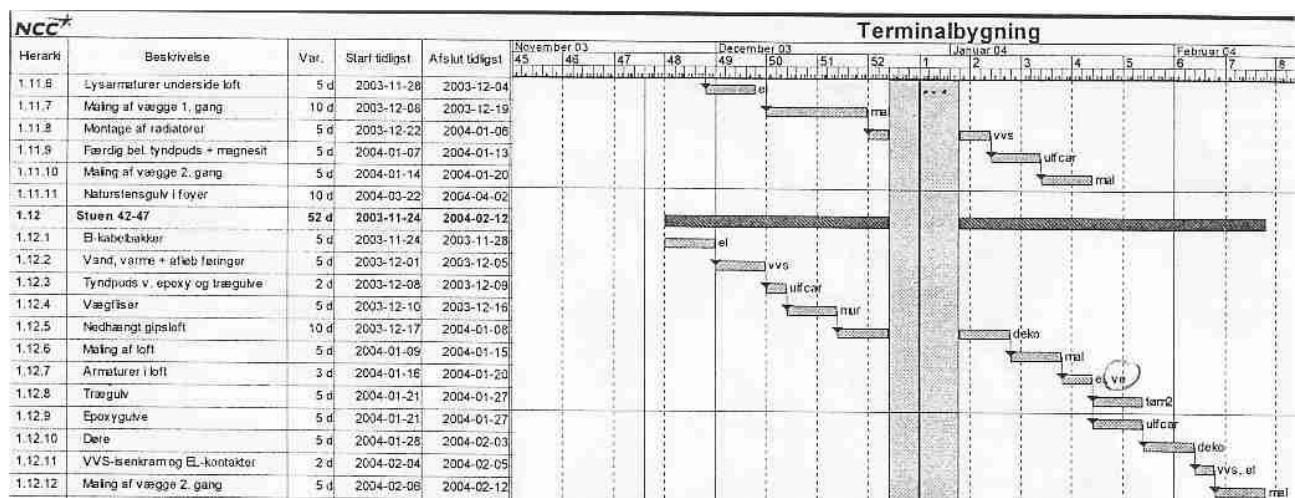 NCC
Terminalbygning
Herarki Beskrivelse Var. Start tidligst Afslut tidligst November 03 December 03 Januar 04 Februar 04
45 46 47 48 49 50 51 52 1 2 3 4 5 6 7 8
1.11.6 Lysarmaturer underside loft 5 d 2003-11-28 2003-12-04 el
1.11.7 Maling af vægge 1. gang 10 d 2003-12-08 2003-12-19 mal
1.11.8 Montage af radiatorer 5 d 2003-12-22 2004-01-06 vvs
1.11.9 Færdig bel. tyndpuds + magnesit 5 d 2004-01-07 2004-01-13 ulfcar
1.11.10 Maling af vægge 2. gang 5 d 2004-01-14 2004-01-20 mal
1.11.11 Naturstensgulv i foyer 10 d 2004-03-22 2004-04-02
1.12 Stuen 42-47 52 d 2003-11-24 2004-02-12
1.12.1 El-kabelbakker 5 d 2003-11-24 2003-11-28 el
1.12.2 Vand, varme + afløb føringer 5 d 2003-12-01 2003-12-05 vvs
1.12.3 Tyndpuds v. epoxy og trægulve 2 d 2003-12-08 2003-12-09 ulfcar
1.12.4 Vægfliser 5 d 2003-12-10 2003-12-16 mur
1.12.5 Nedhængt gipsloft 10 d 2003-12-17 2004-01-08 deko
1.12.6 Maling af loft 5 d 2004-01-09 2004-01-15 mal
1.12.7 Armaturer i loft 3 d 2004-01-16 2004-01-20 el, ve
1.12.8 Trægulv 5 d 2004-01-21 2004-01-27 tøm2
1.12.9 Epoxygulve 5 d 2004-01-21 2004-01-27 ulfcar
1.12.10 Døre 5 d 2004-01-28 2004-02-03 deko
1.12.11 VVS-isenkram og EL-kontakter 2 d 2004-02-04 2004-02-05 vvs, el
1.12.12 Maling af vægge 2. gang 5 d 2004-02-06 2004-02-12 mal